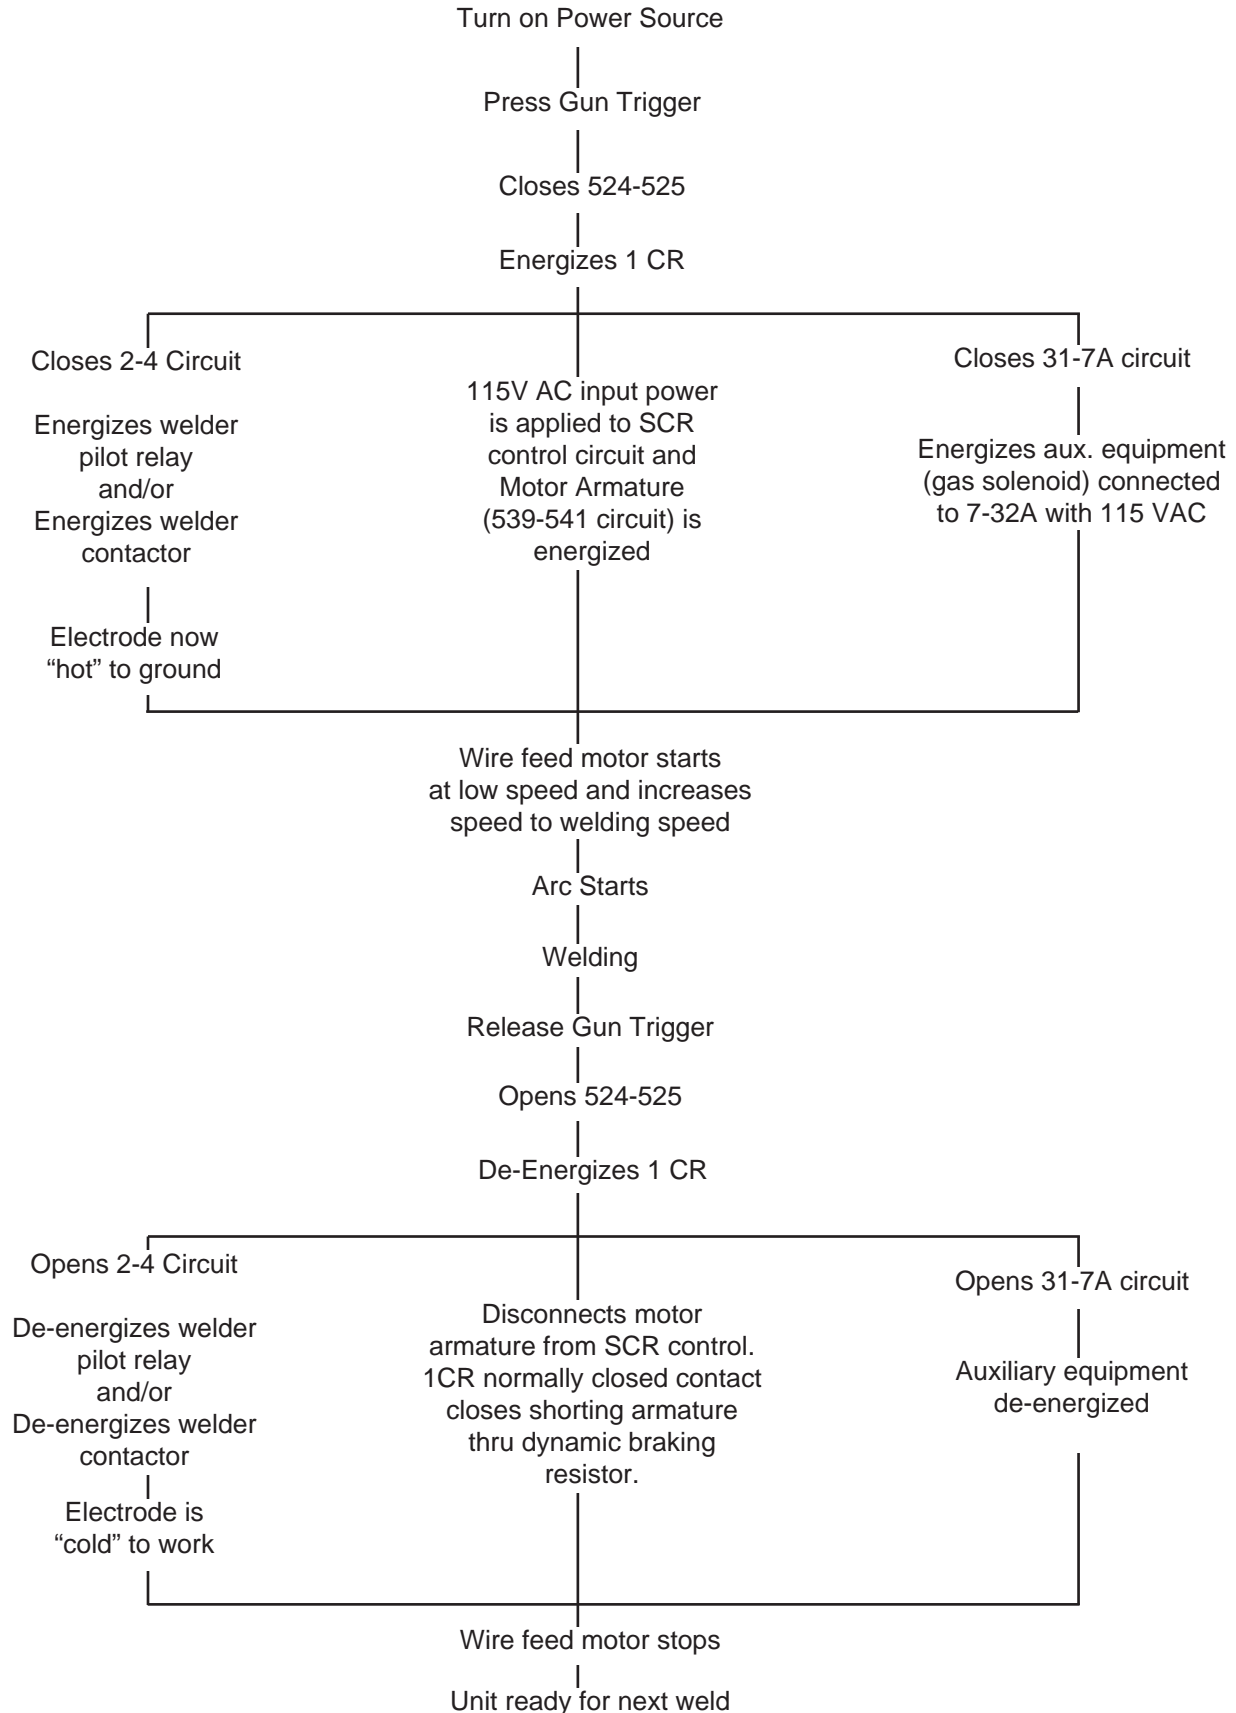 Turn on Power Source
Press Gun Trigger
Closes 524-525
Energizes 1 CR
Closes 2-4 Circuit
Energizes welder
pilot relay
and/or
Energizes welder
contactor
Electrode now
“hot” to ground
115V AC input power
is applied to SCR
control circuit and
Motor Armature
(539-541 circuit) is
energized
Closes 31-7A circuit
Energizes aux. equipment
(gas solenoid) connected
to 7-32A with 115 VAC
Wire feed motor starts
at low speed and increases
speed to welding speed
Arc Starts
Welding
Release Gun Trigger
Opens 524-525
De-Energizes 1 CR
Opens 2-4 Circuit
De-energizes welder
pilot relay
and/or
De-energizes welder
contactor
Electrode is
“cold” to work
Disconnects motor
armature from SCR control.
1CR normally closed contact
closes shorting armature
thru dynamic braking
resistor.
Opens 31-7A circuit
Auxiliary equipment
de-energized
Wire feed motor stops
Unit ready for next weld